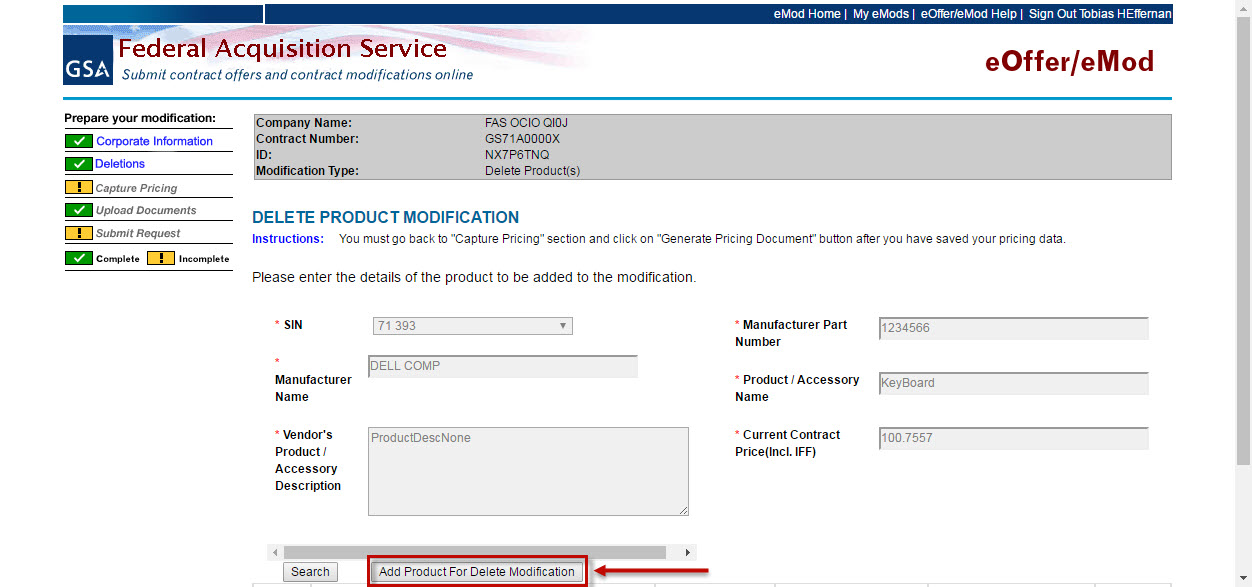 eMod Home | My eMods | eOffer/eMod Help | Sign Out Tobias HEffernan
GSA
Federal Acquisition Service
Submit contract offers and contract modifications online
eOffer/eMod
Prepare your modification:
Corporate Information
Deletions
Capture Pricing
Upload Documents
Submit Request
Complete ! Incomplete
Company Name: FAS OCIO QI0J
Contract Number: GS71A0000X
ID: NX7P6TNQ
Modification Type: Delete Product(s)
DELETE PRODUCT MODIFICATION
Instructions: You must go back to "Capture Pricing" section and click on "Generate Pricing Document" button after you have saved your pricing data.
Please enter the details of the product to be added to the modification.
* SIN 71 393
* Manufacturer Part Number 1234566
* Manufacturer Name DELL COMP
* Product / Accessory Name KeyBoard
* Vendor's Product / Accessory Description ProductDescNone
* Current Contract Price(Incl. IFF) 100.7557
Search Add Product For Delete Modification